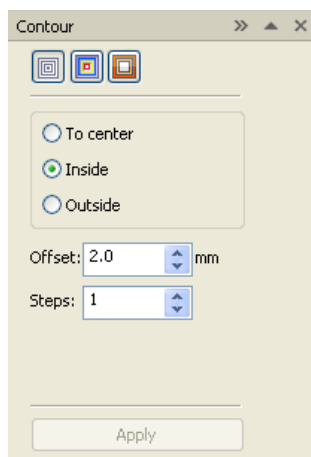 Contour
To center
Inside
Outside
Offset: 2.0 mm
Steps: 1
Apply